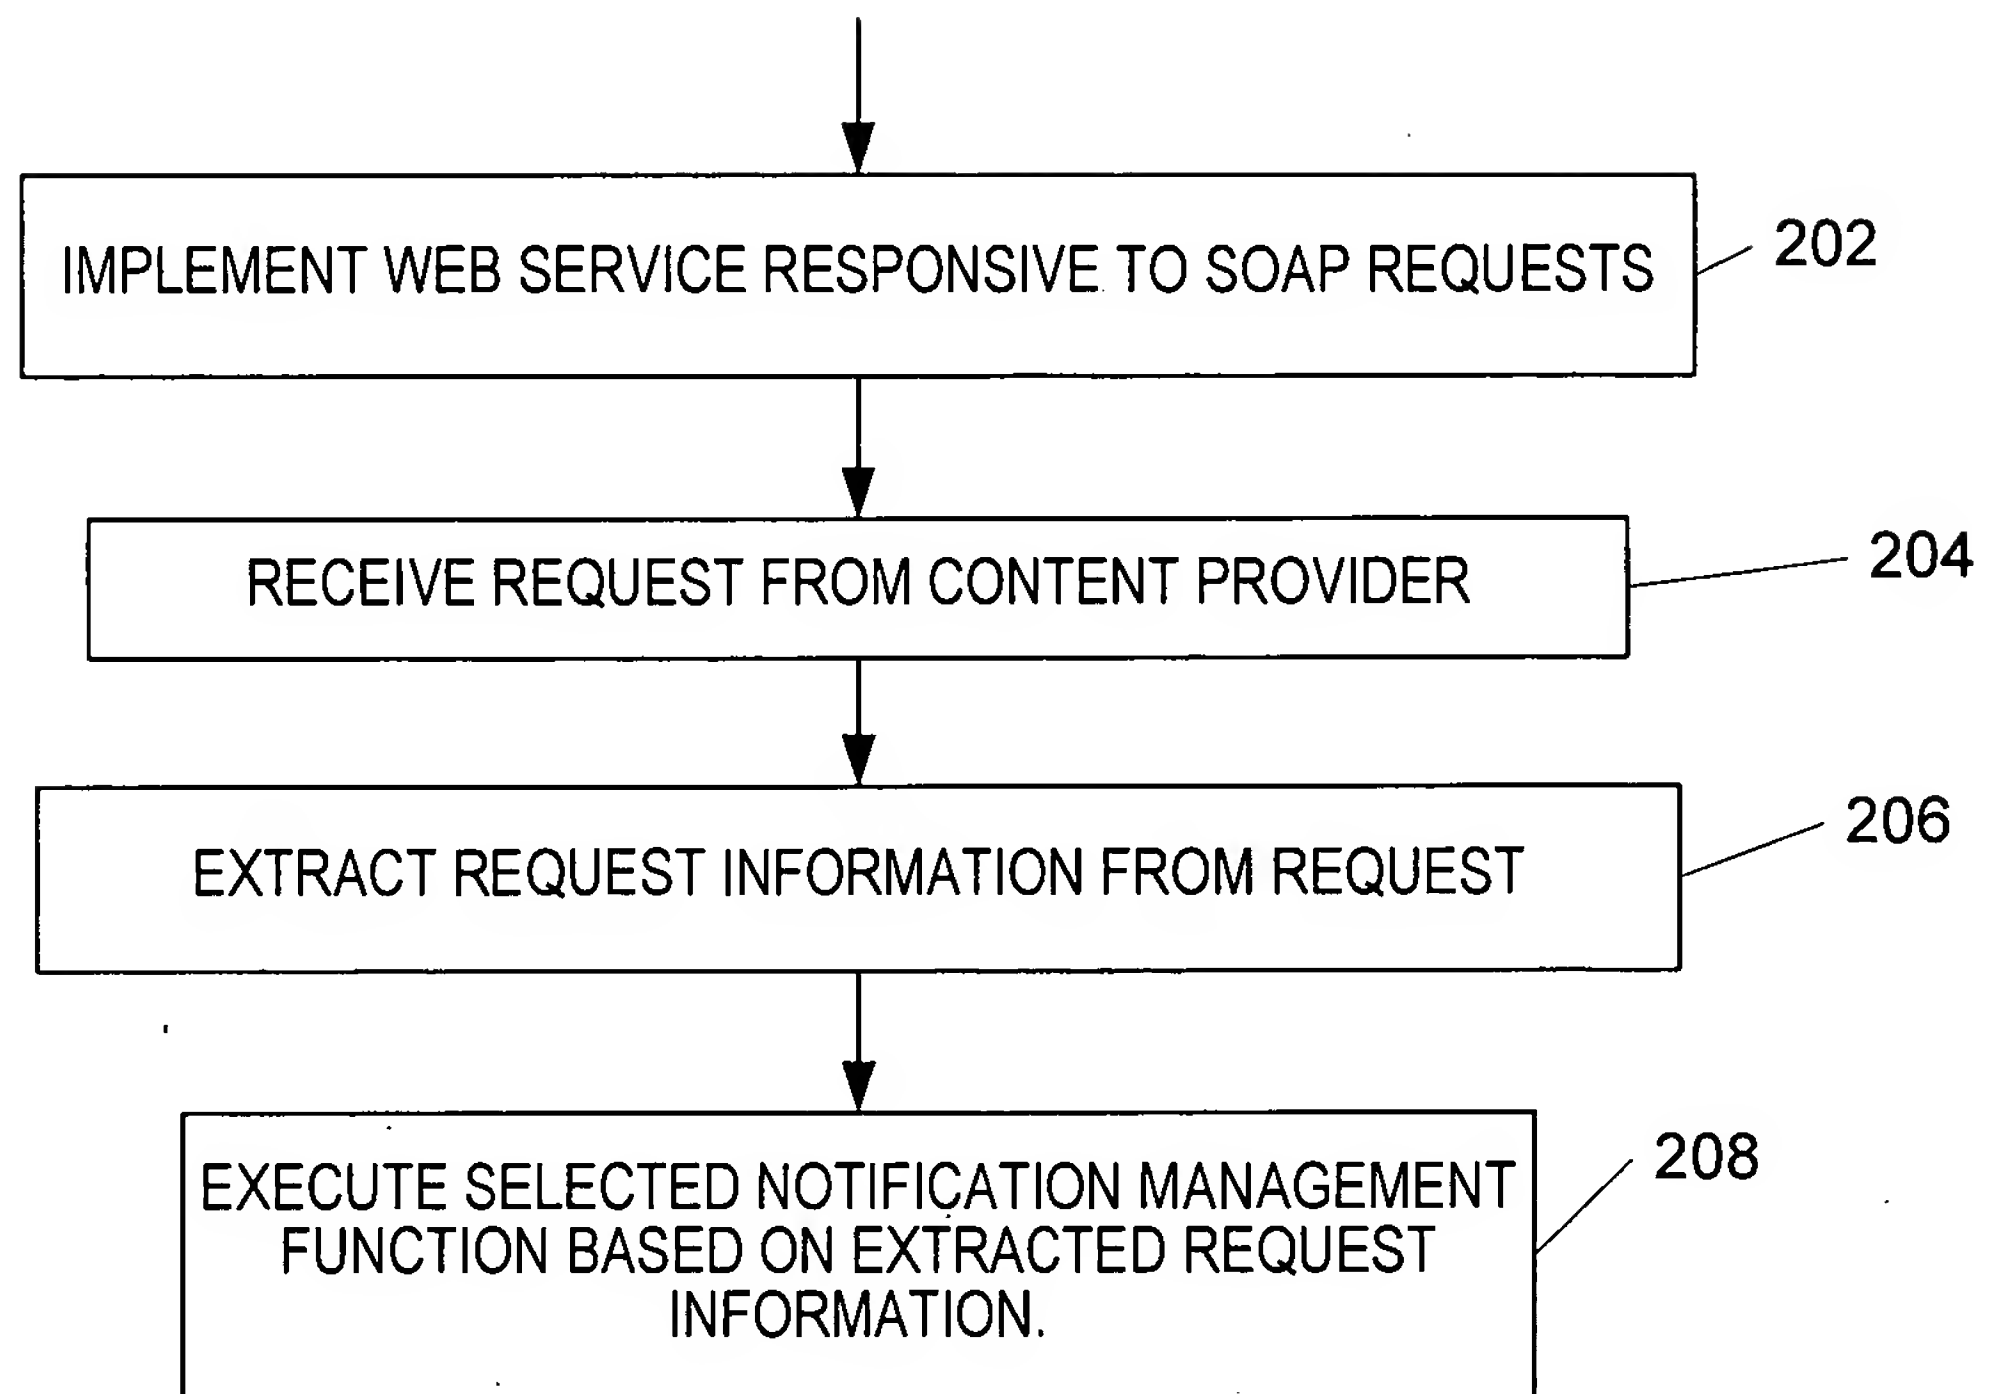 IMPLEMENT WEB SERVICE RESPONSIVE TO SOAP REQUESTS
202
RECEIVE REQUEST FROM CONTENT PROVIDER
204
EXTRACT REQUEST INFORMATION FROM REQUEST
206
EXECUTE SELECTED NOTIFICATION MANAGEMENT
FUNCTION BASED ON EXTRACTED REQUEST
INFORMATION.
208